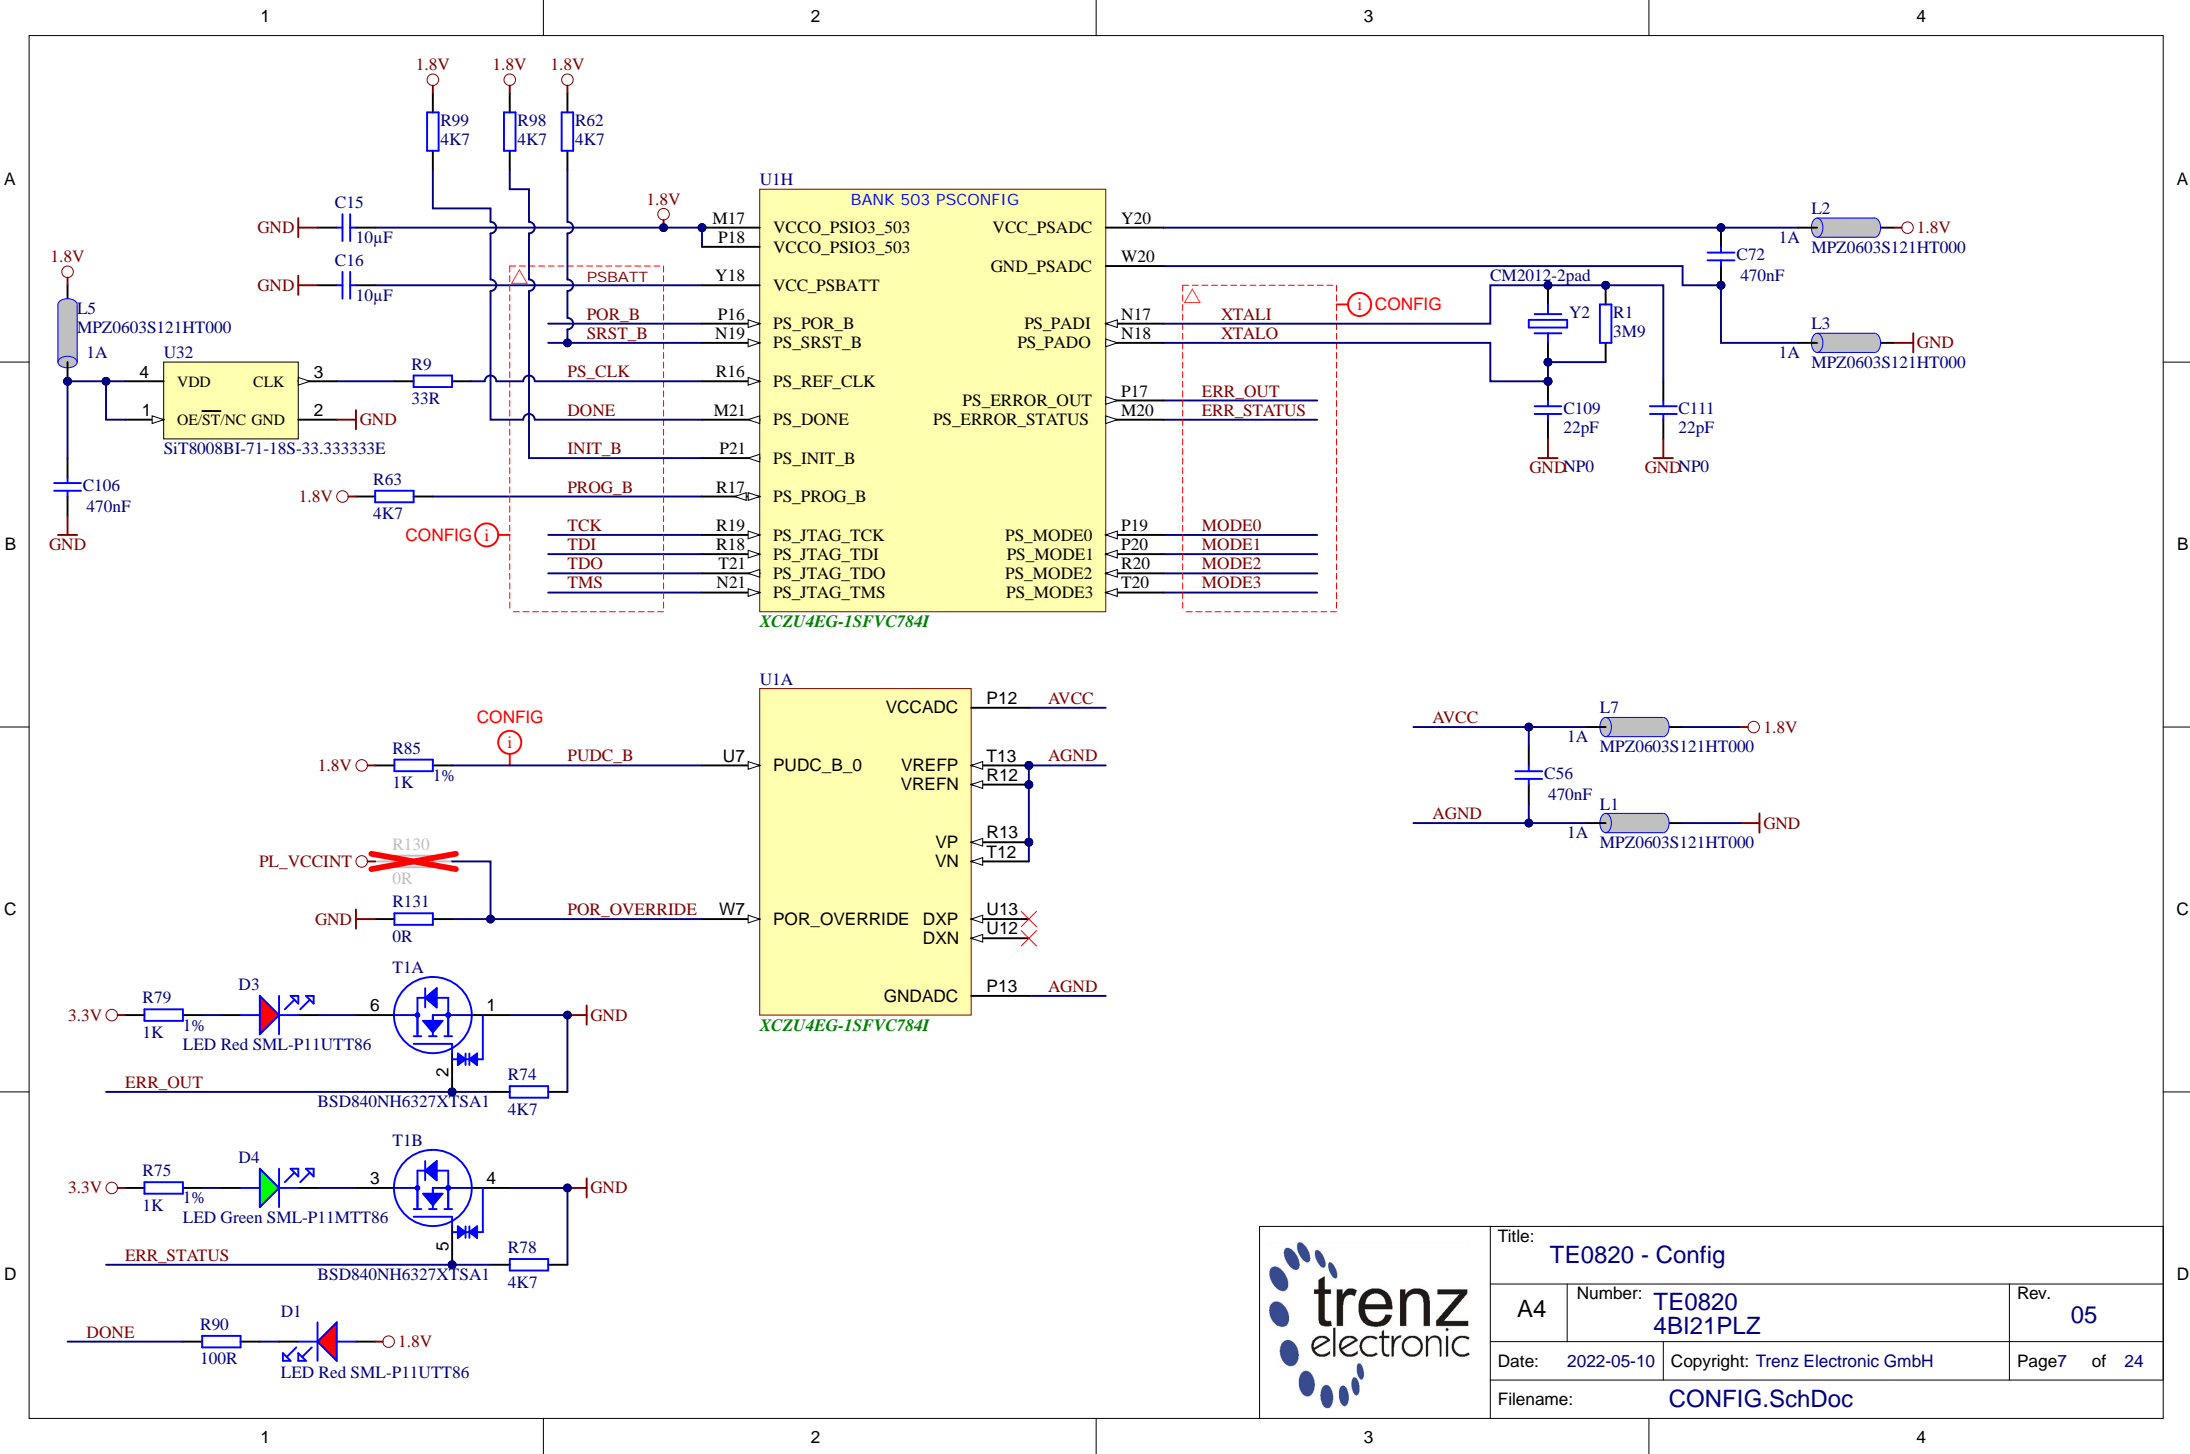 1 2 3 4
A A
B B
C C
D D
1.8V 1.8V 1.8V
R99
4K7
R98
4K7
R62
4K7
C15
GND
10µF
1.8V
C16
GND
10µF
PSBATT
1.8V
L5
MPZ0603S121HT000
1A
U32
4 VDD CLK 3
1 OE/ST/NC GND 2
GND
SiT8008BI-71-18S-33.333333E
C106
470nF
GND
R9
33R
1.8V
R63
4K7
CONFIG
i
POR_B
SRST_B
PS_CLK
DONE
INIT_B
PROG_B
TCK
TDI
TDO
TMS
U1H
BANK 503 PSCONFIG
M17 VCCO_PSIO3_503
P18 VCCO_PSIO3_503
Y18 VCC_PSBATT
P16 PS_POR_B
N19 PS_SRST_B
R16 PS_REF_CLK
M21 PS_DONE
P21 PS_INIT_B
R17 PS_PROG_B
R19 PS_JTAG_TCK
R18 PS_JTAG_TDI
T21 PS_JTAG_TDO
N21 PS_JTAG_TMS
VCC_PSADC Y20
GND_PSADC W20
PS_PADI N17 XTALI
PS_PADO N18 XTALO
PS_ERROR_OUT P17 ERR_OUT
PS_ERROR_STATUS M20 ERR_STATUS
PS_MODE0 P19 MODE0
PS_MODE1 P20 MODE1
PS_MODE2 R20 MODE2
PS_MODE3 T20 MODE3
XCZU4EG-1SFVC784I
i CONFIG
CM2012-2pad
Y2
R1
3M9
C109
22pF
GND NP0
C111
22pF
GND NP0
L2
1A
1.8V
MPZ0603S121HT000
C72
470nF
L3
1A
GND
MPZ0603S121HT000
U1A
CONFIG
i
1.8V
R85
1K
1%
PUDC_B
U7 PUDC_B_0
PL_VCCINT
R130
0R
GND
R131
0R
POR_OVERRIDE
W7 POR_OVERRIDE
VCCADC P12 AVCC
VREFP T13 AGND
VREFN R12
VP R13
VN T12
DXP U13
DXN U12
GNDADC P13 AGND
XCZU4EG-1SFVC784I
AVCC
L7
1A
1.8V
MPZ0603S121HT000
C56
470nF
AGND
L1
1A
GND
MPZ0603S121HT000
3.3V
R79
1K
1%
D3
LED Red SML-P11UTT86
T1A
6 1
2
GND
ERR_OUT
BSD840NH6327XTSA1
R74
4K7
3.3V
R75
1K
1%
D4
LED Green SML-P11MTT86
T1B
3 4
5
GND
ERR_STATUS
BSD840NH6327XTSA1
R78
4K7
DONE
R90
100R
D1
1.8V
LED Red SML-P11UTT86
trenz
electronic
Title:
TE0820 - Config
A4
Number: TE0820
4BI21PLZ
Rev.
05
Date: 2022-05-10
Copyright: Trenz Electronic GmbH
Page7 of 24
Filename: CONFIG.SchDoc
1 2 3 4